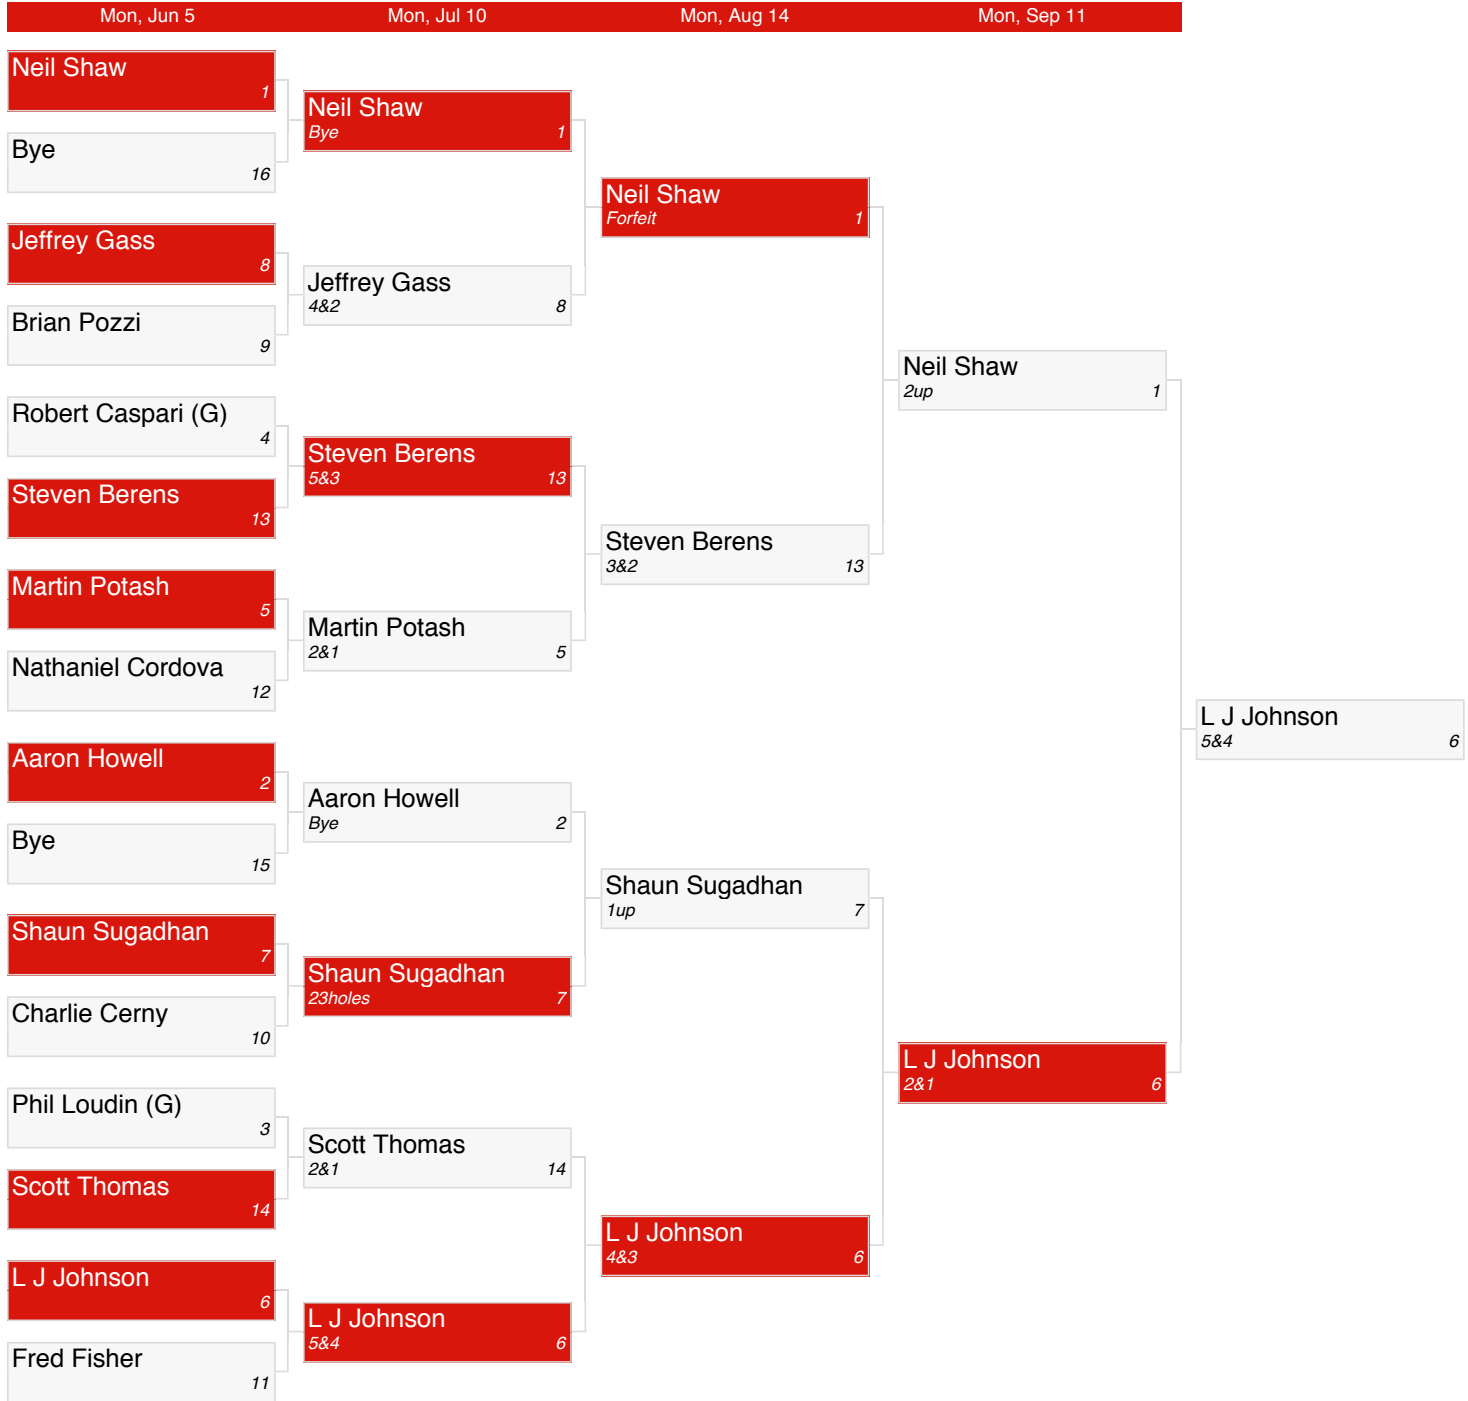 Mon, Jun 5
Mon, Jul 10
Mon, Aug 14
Mon, Sep 11
Neil Shaw
1
Bye
16
Jeffrey Gass
8
Brian Pozzi
9
Robert Caspari (G)
4
Steven Berens
13
Martin Potash
5
Nathaniel Cordova
12
Aaron Howell
2
Bye
15
Shaun Sugadhan
7
Charlie Cerny
10
Phil Loudin (G)
3
Scott Thomas
14
L J Johnson
6
Fred Fisher
11
Neil Shaw
Bye 1
Jeffrey Gass
4&2 8
Steven Berens
5&3 13
Martin Potash
2&1 5
Aaron Howell
Bye 2
Shaun Sugadhan
23holes 7
Scott Thomas
2&1 14
L J Johnson
5&4 6
Neil Shaw
Forfeit 1
Steven Berens
3&2 13
Shaun Sugadhan
1up 7
L J Johnson
4&3 6
Neil Shaw
2up 1
L J Johnson
2&1 6
L J Johnson
5&4 6